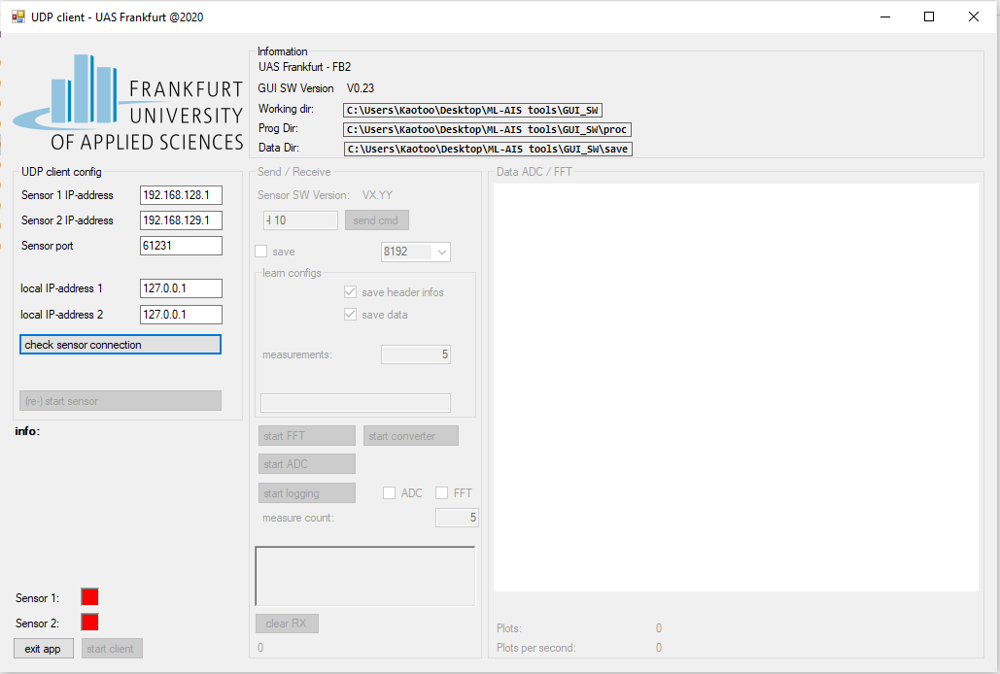 UDP client - UAS Frankfurt @2020
FRANKFURT
UNIVERSITY
OF APPLIED SCIENCES
Information
UAS Frankfurt - FB2
GUI SW Version V0.23
Working dir: C:\Users\Kaotoo\Desktop\ML-AIS tools\GUI_SW
Prog Dir: C:\Users\Kaotoo\Desktop\ML-AIS tools\GUI_SW\proc
Data Dir: C:\Users\Kaotoo\Desktop\ML-AIS tools\GUI_SW\save
UDP client config
Sensor 1 IP-address 192.168.128.1
Sensor 2 IP-address 192.168.129.1
Sensor port 61231
local IP-address 1 127.0.0.1
local IP-address 2 127.0.0.1
check sensor connection
(re-) start sensor
info:
Sensor 1:
Sensor 2:
exit app start client
Send / Receive
Sensor SW Version: VX.YY
-l 10 send cmd
save 8192
learn configs
save header infos
save data
measurements: 5
start FFT start converter
start ADC
start logging ADC FFT
measure count: 5
clear RX
0
Data ADC / FFT
Plots: 0
Plots per second: 0